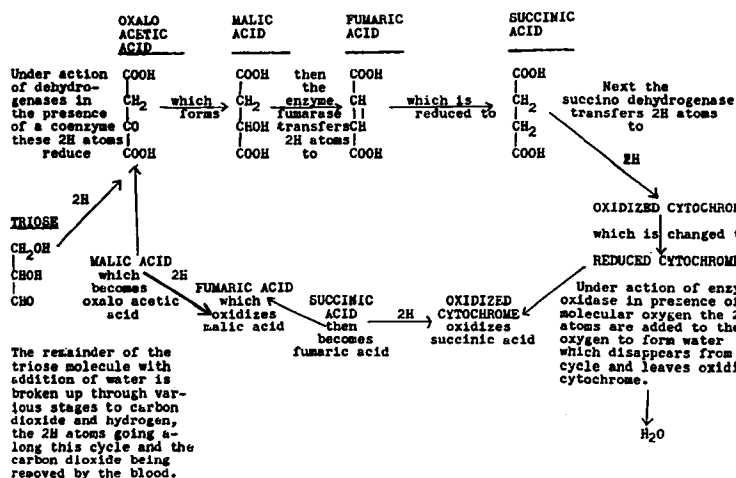 OXALO
ACETIC
ACID
MALIC
ACID
FUMARIC
ACID
SUCCINIC
ACID
Under action
of dehydro-
genases in
the presence
of a coenzyme
these 2H atoms
reduce
COOH
CH2
CO
COOH
which
forms
COOH
CH2
CHOH
COOH
then
the
enzyme
fumarase
transfers
2H atoms
to
COOH
CH
CH
COOH
which is
reduced to
COOH
CH2
CH2
COOH
Next the
succino dehydrogenase
transfers 2H atoms
to
2H
2H
TRIOSE
CH2OH
CHOH
CHO
MALIC ACID
which
becomes
oxalo acetic
acid
2H
FUMARIC ACID
which
oxidizes
malic acid
SUCCINIC
ACID
then
becomes
fumaric acid
2H
OXIDIZED
CYTOCHROME
oxidizes
succinic acid
OXIDIZED CYTOCHROM
which is changed t
REDUCED CYTOCHROME
Under action of enzy
oxidase in presence of
molecular oxygen the 2
atoms are added to the
oxygen to form water
which disappears from
cycle and leaves oxidi
cytochrome.
H2O
The remainder of the
triose molecule with
addition of water is
broken up through var-
ious stages to carbon
dioxide and hydrogen,
the 2H atoms going a-
long this cycle and the
carbon dioxide being
removed by the blood.